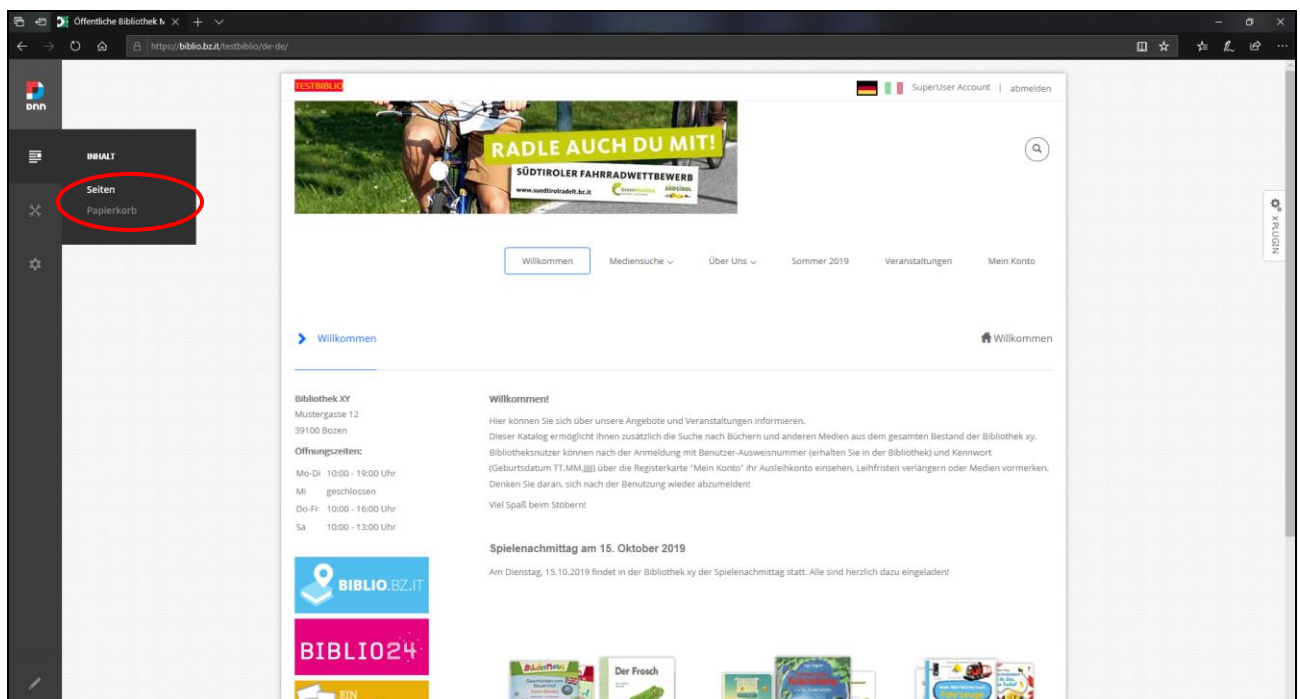 Öffentliche Bibliothek
https://biblio.bz.it/testbiblio/de-de/
dnn
INHALT
Seiten
Papierkorb
TESTBIBLIO
SuperUser Account | abmelden
RADLE AUCH DU MIT!
SÜDTIROLER FAHRRADWETTBEWERB
www.suedtirolradelt.bz.it
SÜDTIROL
X PLUGIN
Willkommen Mediensuche Über Uns Sommer 2019 Veranstaltungen Mein Konto
Willkommen
Willkommen
Bibliothek XY
Mustergasse 12
39100 Bozen
Öffnungszeiten:
Mo-Di 10:00 - 19:00 Uhr
Mi geschlossen
Do-Fr 10:00 - 16:00 Uhr
Sa 10:00 - 13:00 Uhr
BIBLIO.BZ.IT
BIBLIO24
EIN
Willkommen!
Hier können Sie sich über unsere Angebote und Veranstaltungen informieren.
Dieser Katalog ermöglicht Ihnen zusätzlich die Suche nach Büchern und anderen Medien aus dem gesamten Bestand der Bibliothek xy.
Bibliotheksnutzer können nach der Anmeldung mit Benutzer-Ausweisnummer (erhalten Sie in der Bibliothek) und Kennwort
(Geburtsdatum TT.MM.JJJJ) über die Registerkarte "Mein Konto" ihr Ausleihkonto einsehen, Leihfristen verlängern oder Medien vormerken.
Denken Sie daran, sich nach der Benutzung wieder abzumelden!
Viel Spaß beim Stöbern!
Spielenachmittag am 15. Oktober 2019
Am Dienstag, 15.10.2019 findet in der Bibliothek xy der Spielenachmittag statt. Alle sind herzlich dazu eingeladen!
Der Frosch